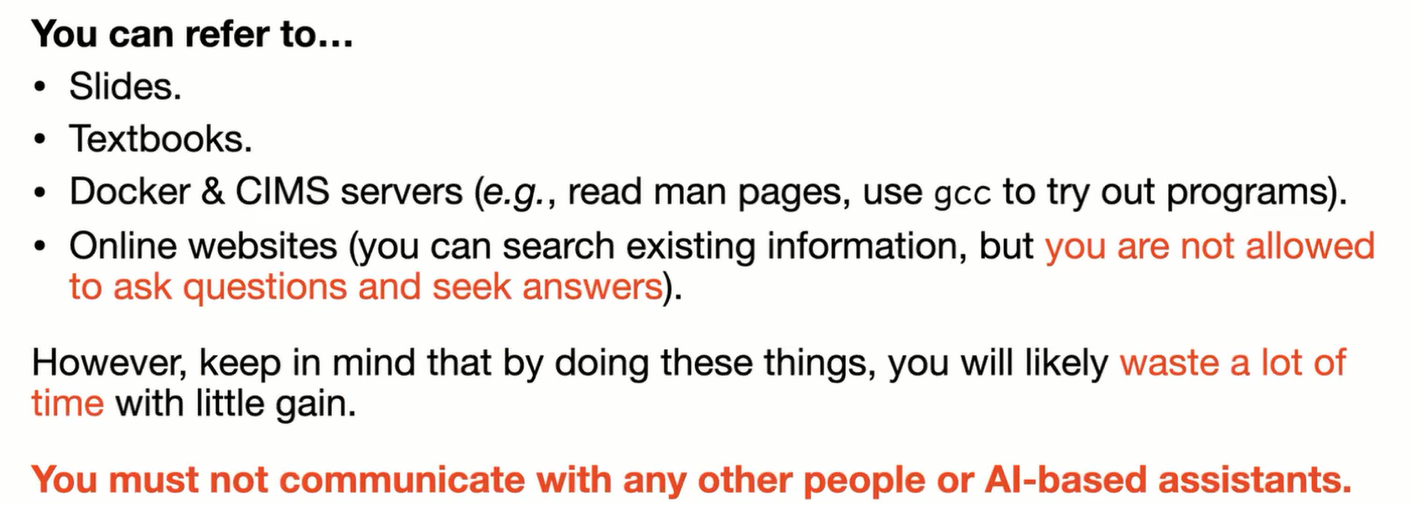 You can refer to…
• Slides.
• Textbooks.
• Docker & CIMS servers (e.g., read man pages, use gcc to try out programs).
• Online websites (you can search existing information, but you are not allowed
to ask questions and seek answers).
However, keep in mind that by doing these things, you will likely waste a lot of
time with little gain.
You must not communicate with any other people or AI-based assistants.